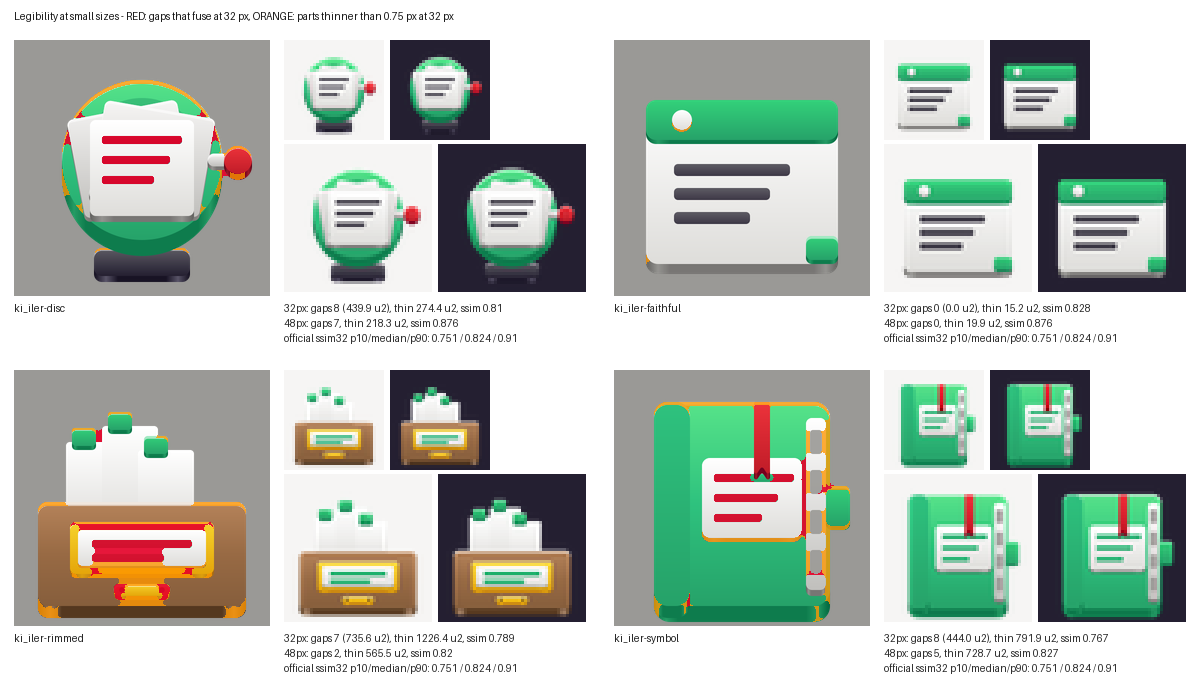 Legibility at small sizes - RED: gaps that fuse at 32 px, ORANGE: parts thinner than 0.75 px at 32 px
ki_iler-disc
32px: gaps 8 (439.9 u2), thin 274.4 u2, ssim 0.81
48px: gaps 7, thin 218.3 u2, ssim 0.876
official ssim32 p10/median/p90: 0.751 / 0.824 / 0.91
ki_iler-faithful
32px: gaps 0 (0.0 u2), thin 15.2 u2, ssim 0.828
48px: gaps 0, thin 19.9 u2, ssim 0.876
official ssim32 p10/median/p90: 0.751 / 0.824 / 0.91
ki_iler-rimmed
32px: gaps 7 (735.6 u2), thin 1226.4 u2, ssim 0.789
48px: gaps 2, thin 565.5 u2, ssim 0.82
official ssim32 p10/median/p90: 0.751 / 0.824 / 0.91
ki_iler-symbol
32px: gaps 8 (444.0 u2), thin 791.9 u2, ssim 0.767
48px: gaps 5, thin 728.7 u2, ssim 0.827
official ssim32 p10/median/p90: 0.751 / 0.824 / 0.91